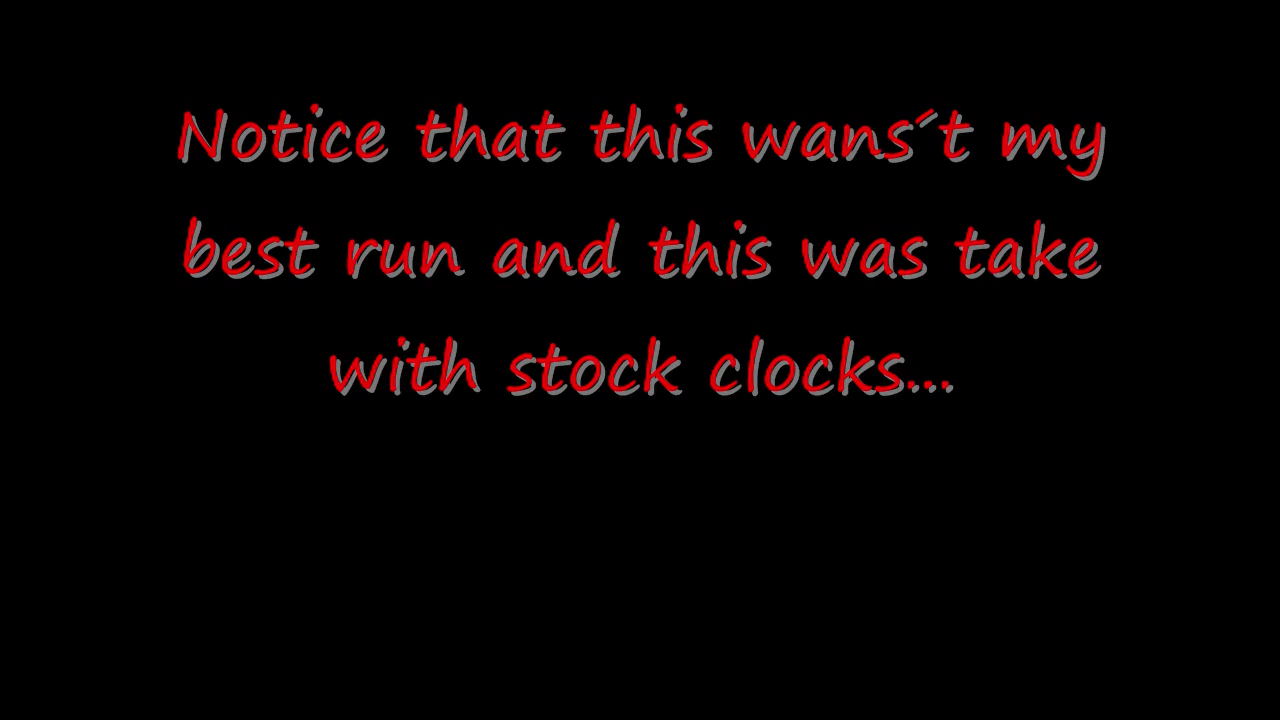 Notice that this wans´t my
best run and this was take
with stock clocks...